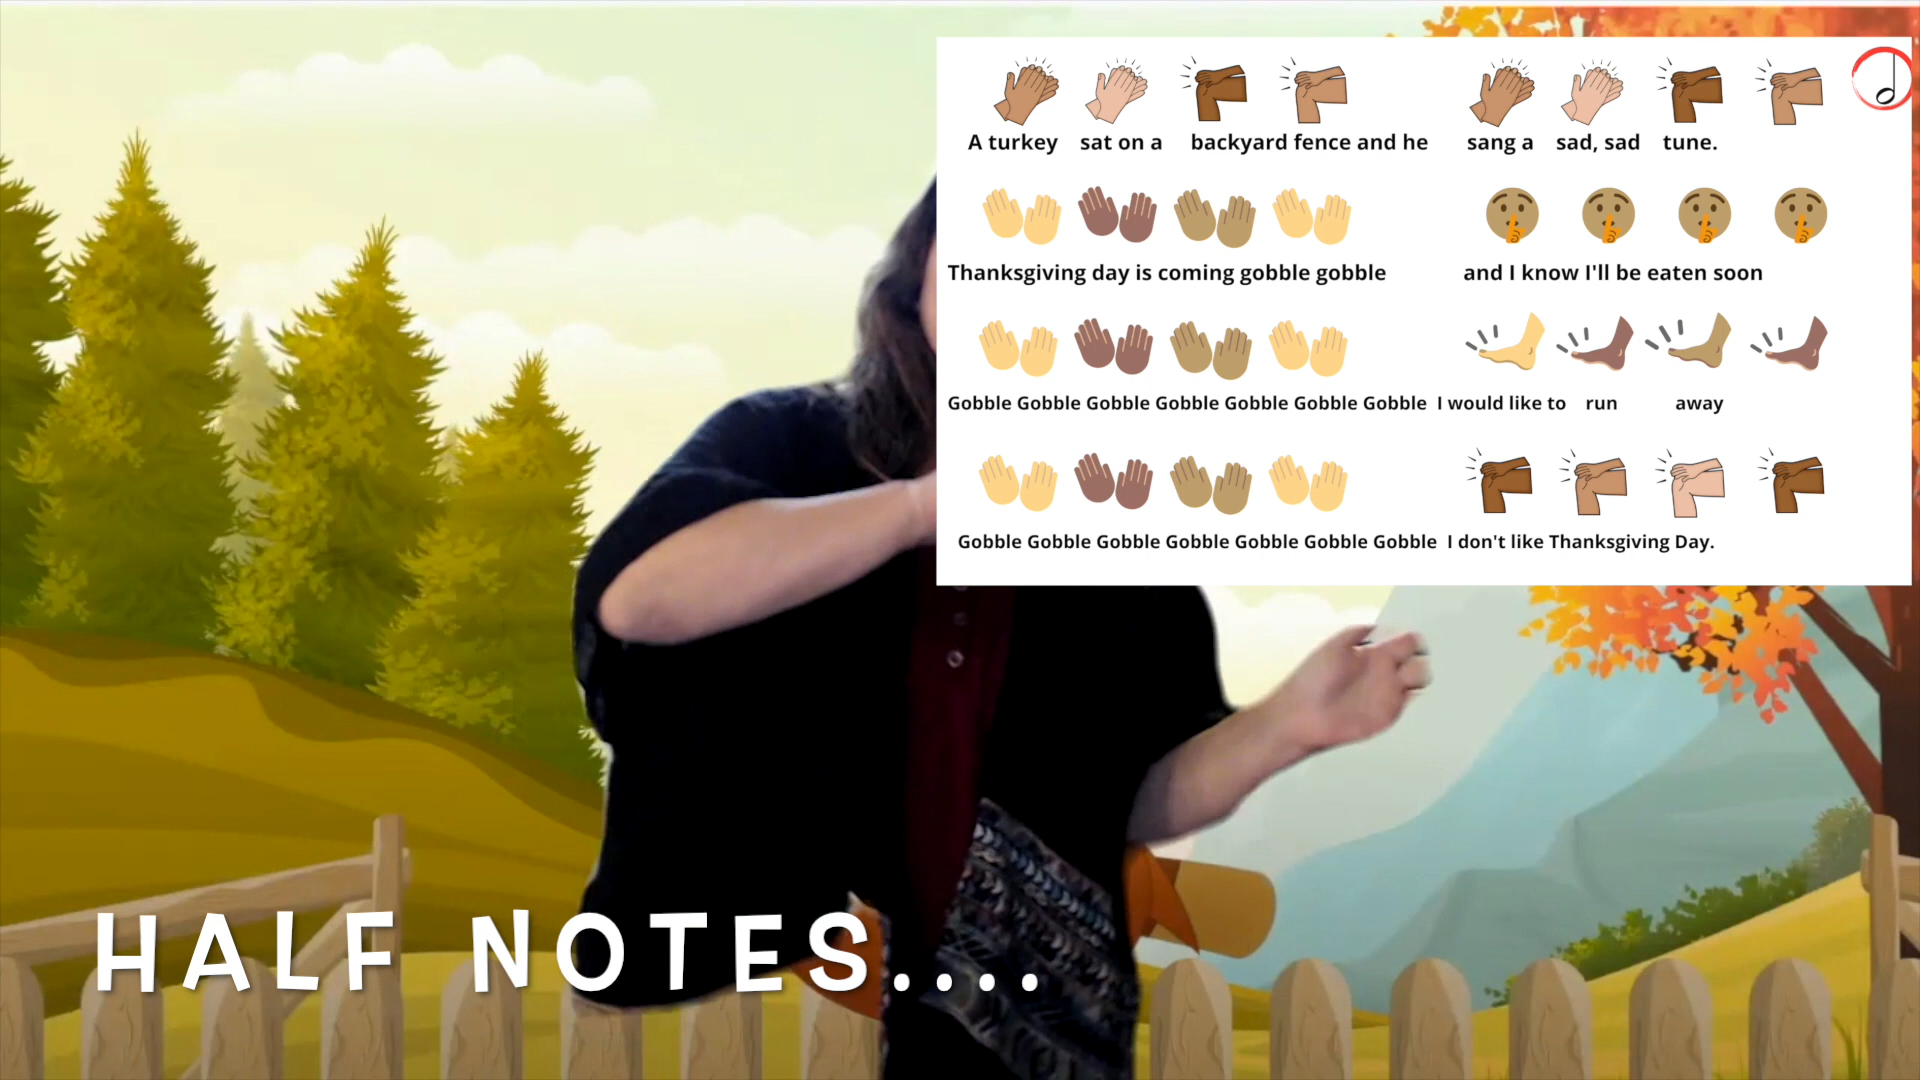 A turkey sat on a backyard fence and he sang a sad, sad tune.
Thanksgiving day is coming gobble gobble and I know I'll be eaten soon
Gobble Gobble Gobble Gobble Gobble Gobble Gobble I would like to run away
Gobble Gobble Gobble Gobble Gobble Gobble Gobble I don't like Thanksgiving Day.
HALF NOTES....